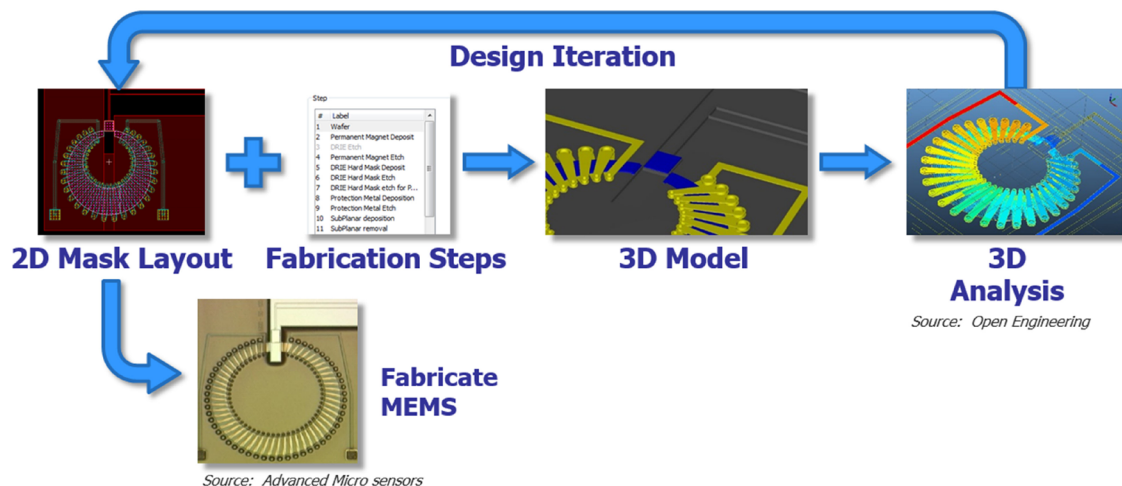 Design Iteration
Step
# Label
1 Wafer
2 Permanent Magnet Deposit
3 DRIE Etch
4 Permanent Magnet Etch
5 DRIE Hard Mask Deposit
6 DRIE Hard Mask Etch
7 DRIE Hard Mask etch for P...
8 Protection Metal Deposition
9 Protection Metal Etch
10 SubPlanar deposition
11 SubPlanar removal
2D Mask Layout
Fabrication Steps
3D Model
3D
Analysis
Source: Open Engineering
Fabricate
MEMS
Source: Advanced Micro sensors